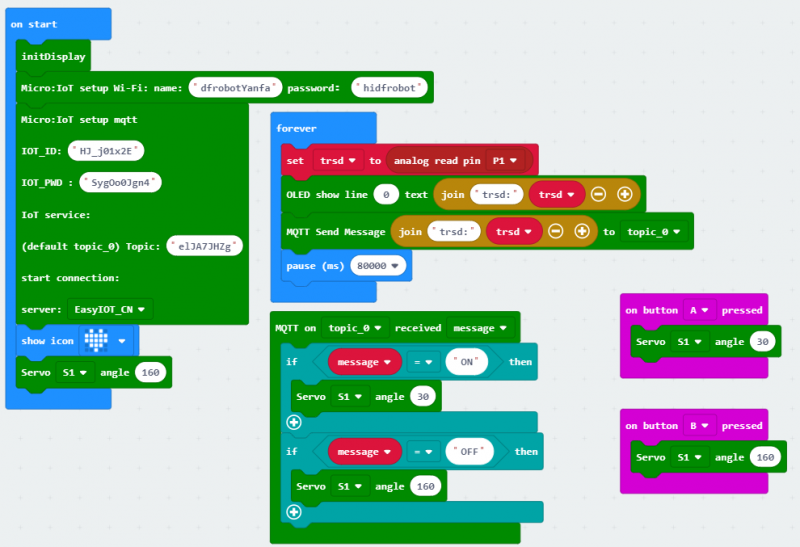 on start
initDisplay
Micro:IoT setup Wi-Fi: name: "dfrobotYanfa" password: "hidfrobot"
Micro:IoT setup mqtt
IOT_ID: "HJ_j01x2E"
IOT_PWD : "SygOo0Jgn4"
IoT service:
(default topic_0) Topic: "elJA7JHZg"
start connection:
server: EasyIOT_CN
show icon
Servo S1 angle 160
forever
set trsd to analog read pin P1
OLED show line 0 text join "trsd:" trsd
MQTT Send Message join "trsd:" trsd to topic_0
pause (ms) 80000
MQTT on topic_0 received message
if message = "ON" then
Servo S1 angle 30
if message = "OFF" then
Servo S1 angle 160
on button A pressed
Servo S1 angle 30
on button B pressed
Servo S1 angle 160